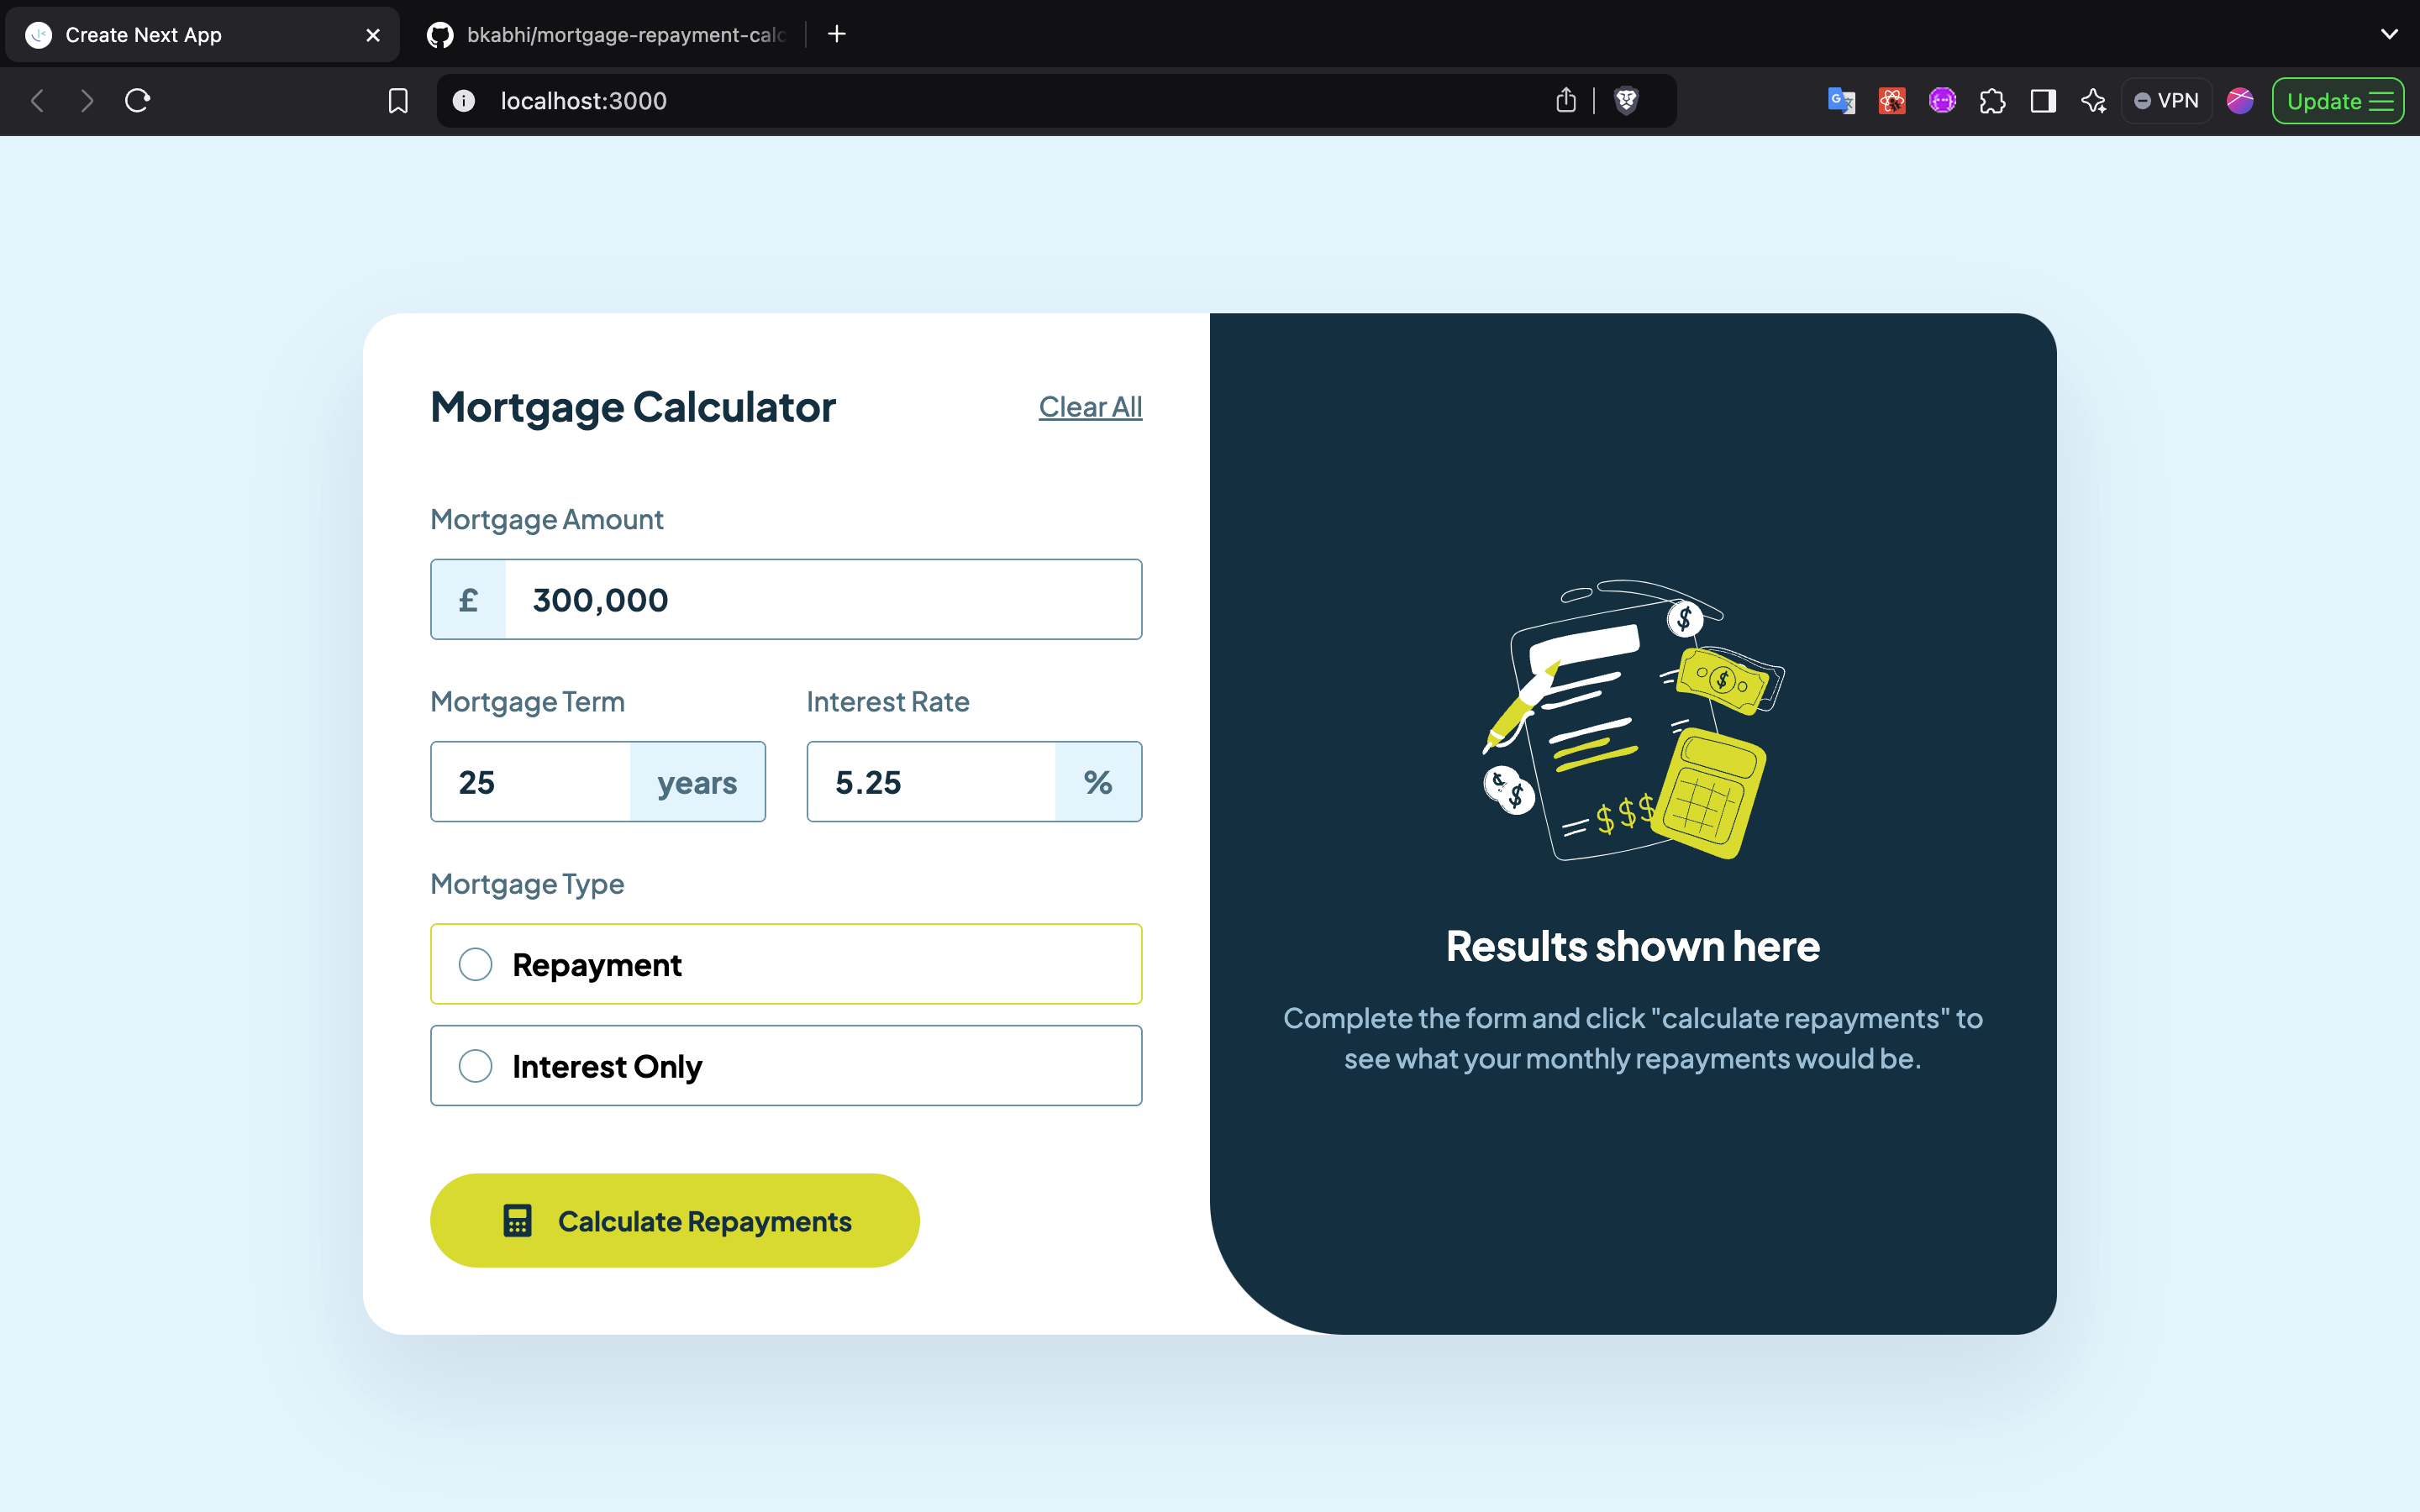 Create Next App
bkabhi/mortgage-repayment-calc
localhost:3000
VPN
Update
Mortgage Calculator
Clear All
Mortgage Amount
£ 300,000
Mortgage Term Interest Rate
25 years 5.25 %
Mortgage Type
Repayment
Interest Only
Calculate Repayments
$
$
$ $
$$$
Results shown here
Complete the form and click "calculate repayments" to
see what your monthly repayments would be.